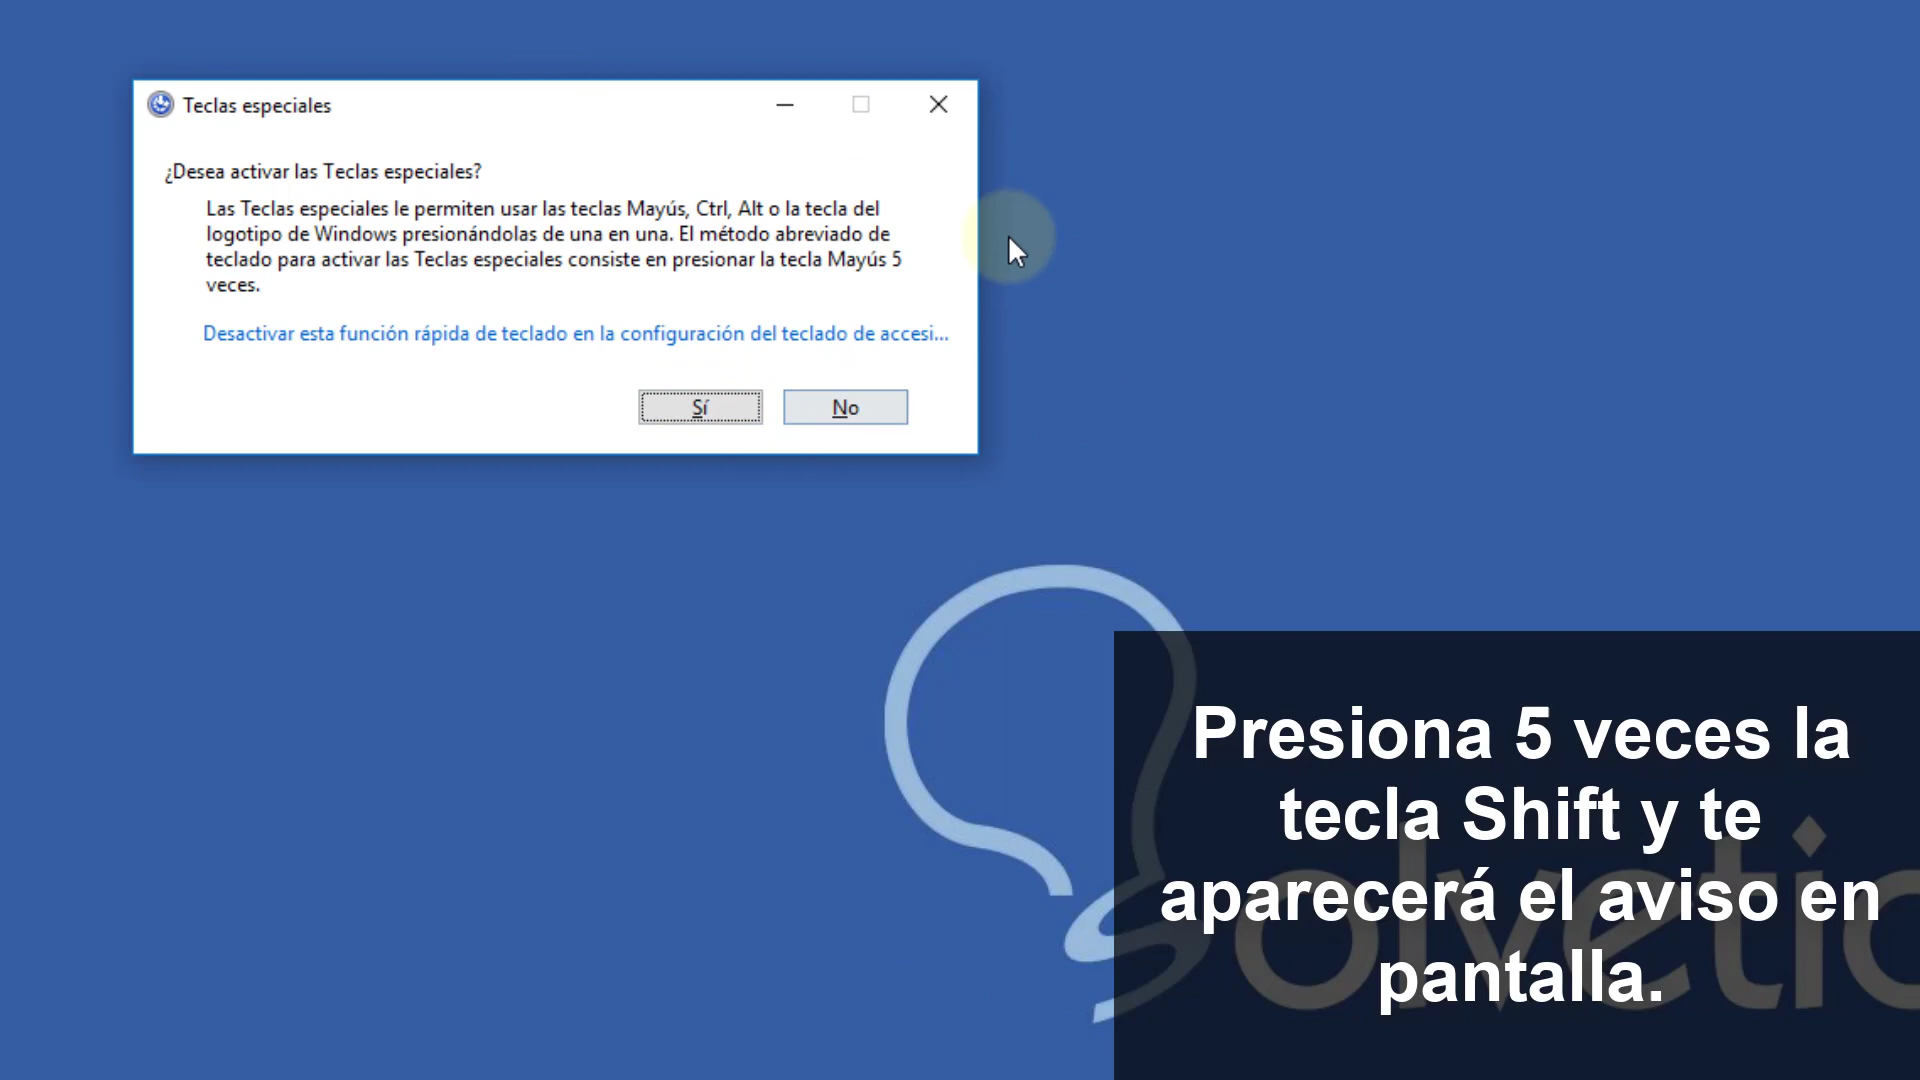 Teclas especiales
¿Desea activar las Teclas especiales?
Las Teclas especiales le permiten usar las teclas Mayús, Ctrl, Alt o la tecla del
logotipo de Windows presionándolas de una en una. El método abreviado de
teclado para activar las Teclas especiales consiste en presionar la tecla Mayús 5
veces.
Desactivar esta función rápida de teclado en la configuración del teclado de accesi...
Sí No
Presiona 5 veces la
tecla Shift y te
aparecerá el aviso en
pantalla.
Solvetic